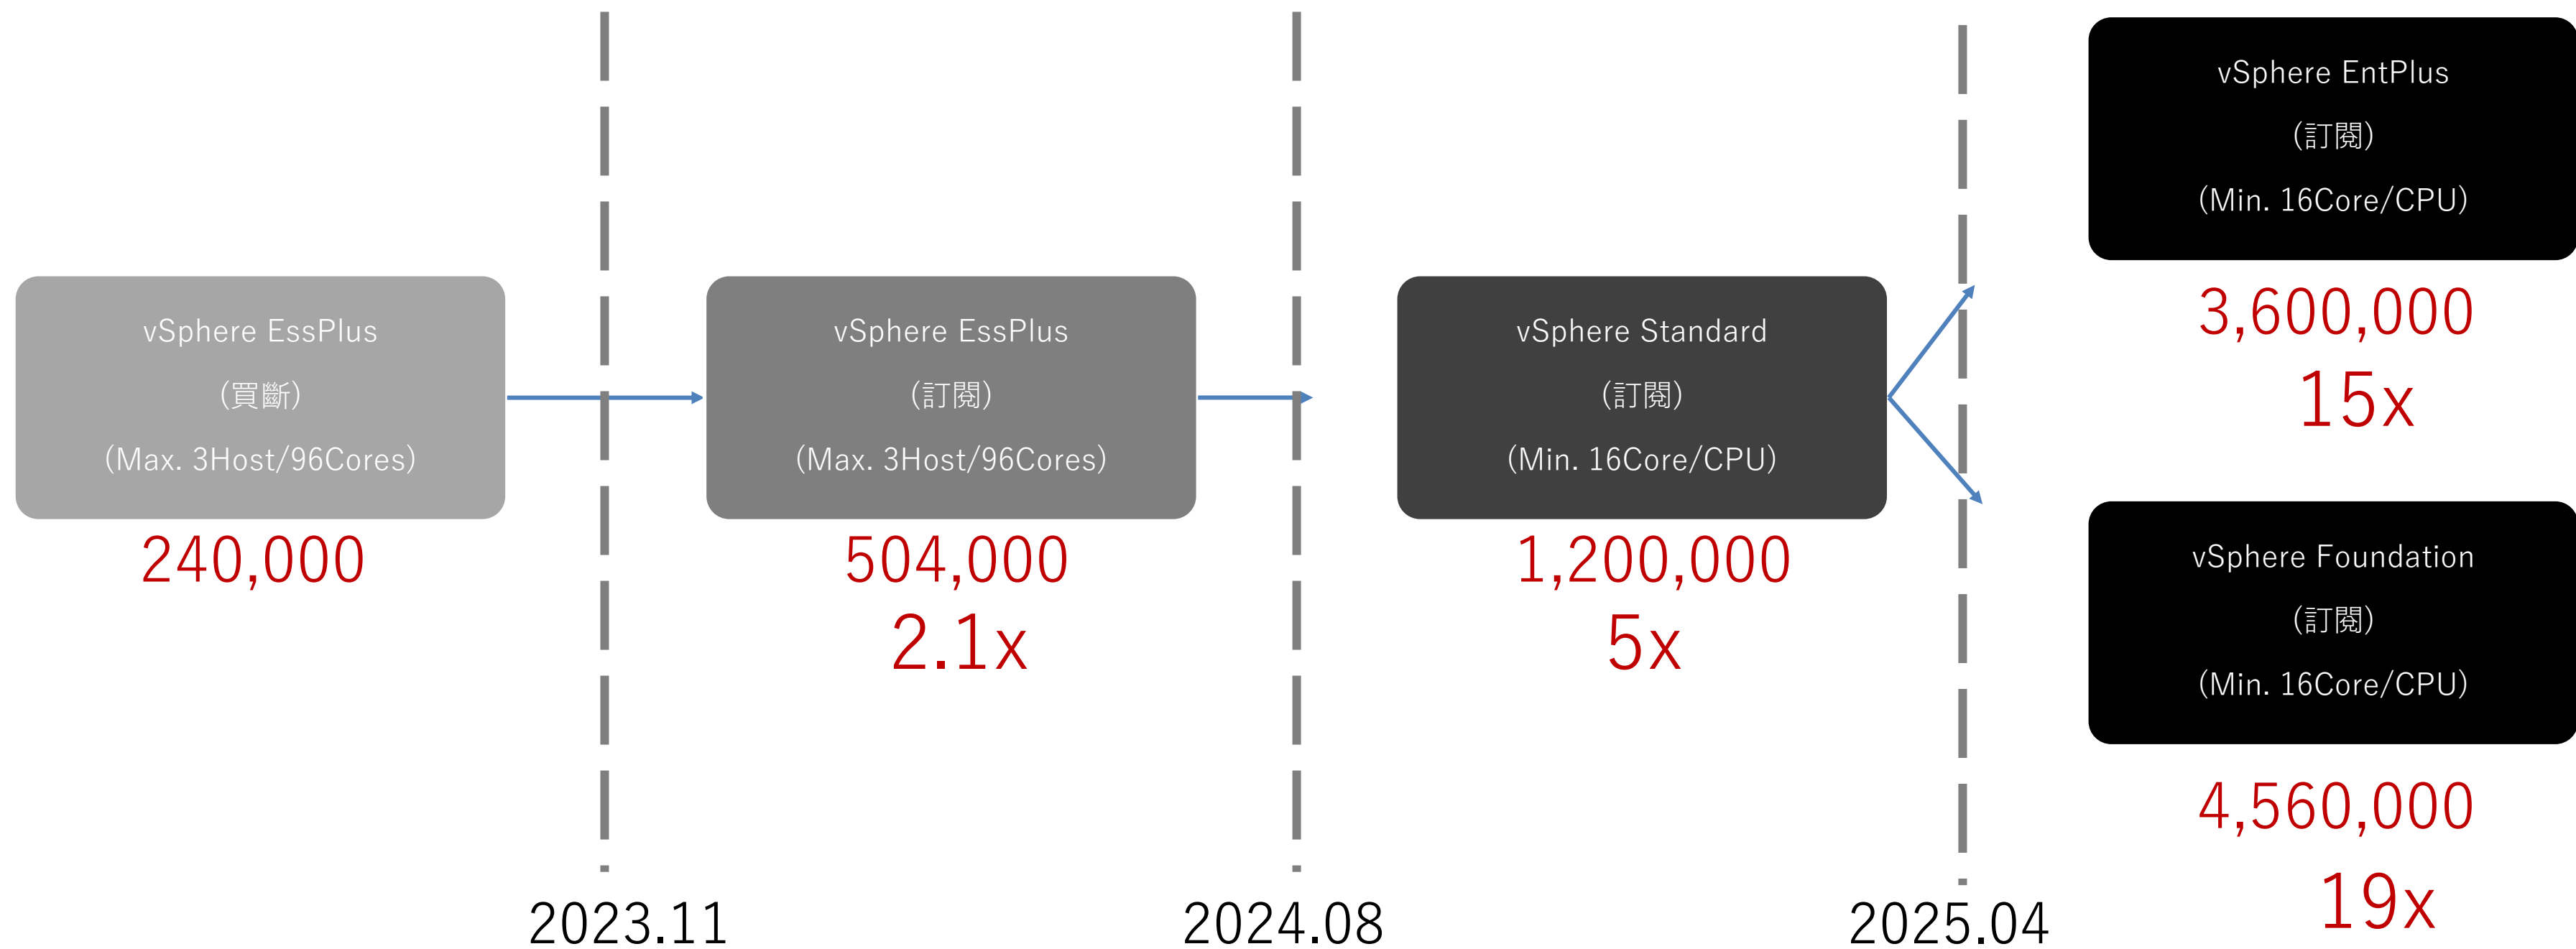 vSphere EssPlus
(買斷)
(Max. 3Host/96Cores)
240,000
2023.11
vSphere EssPlus
(訂閱)
(Max. 3Host/96Cores)
504,000
2.1x
2024.08
vSphere Standard
(訂閱)
(Min. 16Core/CPU)
1,200,000
5x
2025.04
vSphere EntPlus
(訂閱)
(Min. 16Core/CPU)
3,600,000
15x
vSphere Foundation
(訂閱)
(Min. 16Core/CPU)
4,560,000
19x